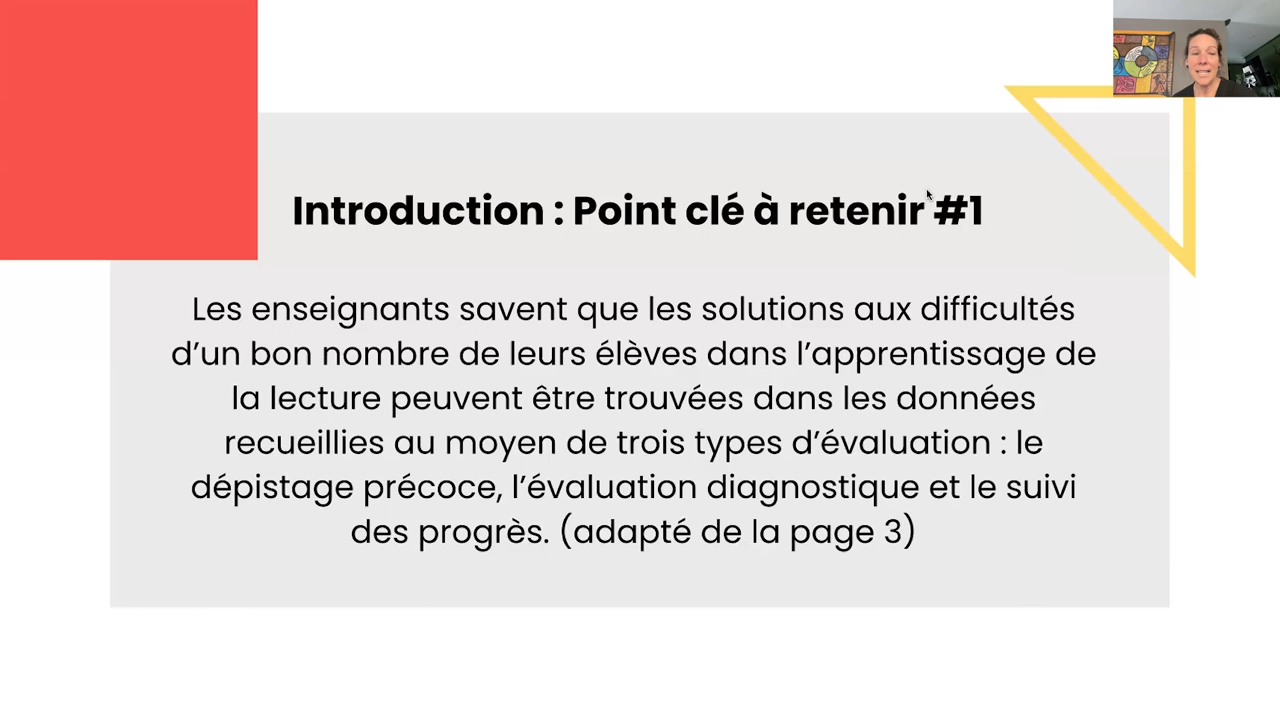 Introduction : Point clé à retenir #1
Les enseignants savent que les solutions aux difficultés
d’un bon nombre de leurs élèves dans l’apprentissage de
la lecture peuvent être trouvées dans les données
recueillies au moyen de trois types d’évaluation : le
dépistage précoce, l’évaluation diagnostique et le suivi
des progrès. (adapté de la page 3)